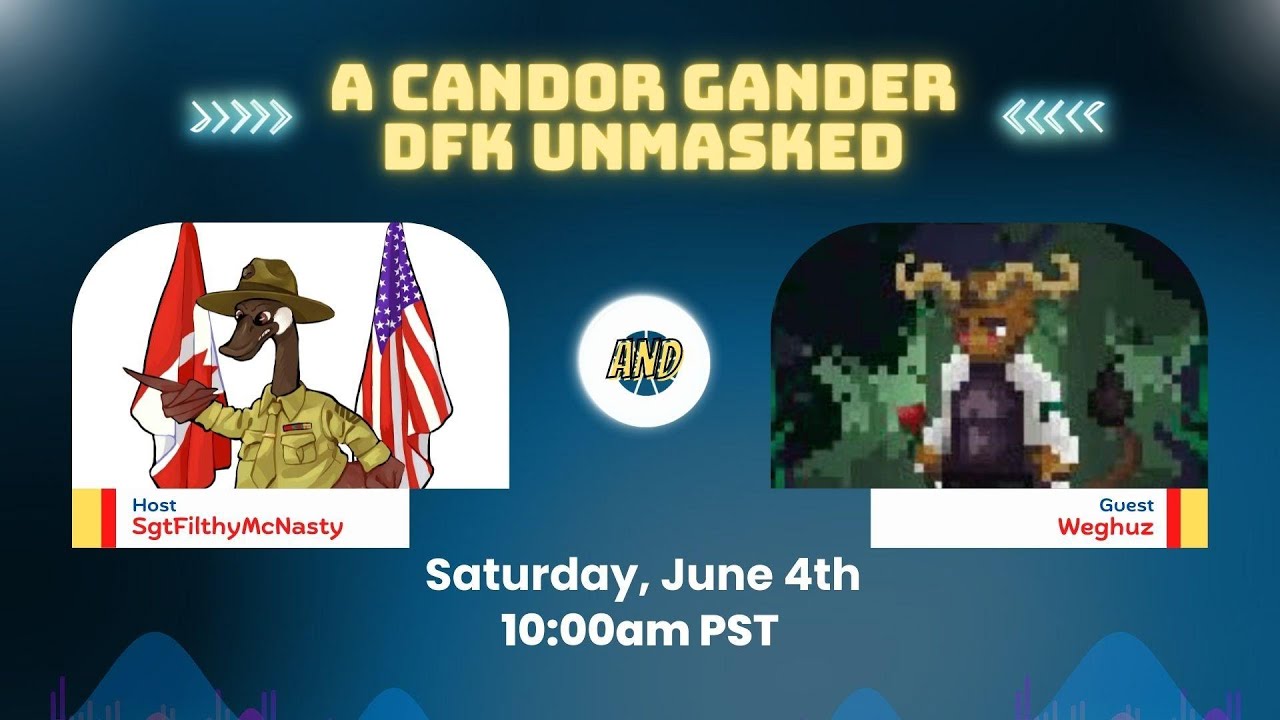 A CANDOR GANDER
DFK UNMASKED
AND
Host
SgtFilthyMcNasty
Guest
Weghuz
Saturday, June 4th
10:00am PST